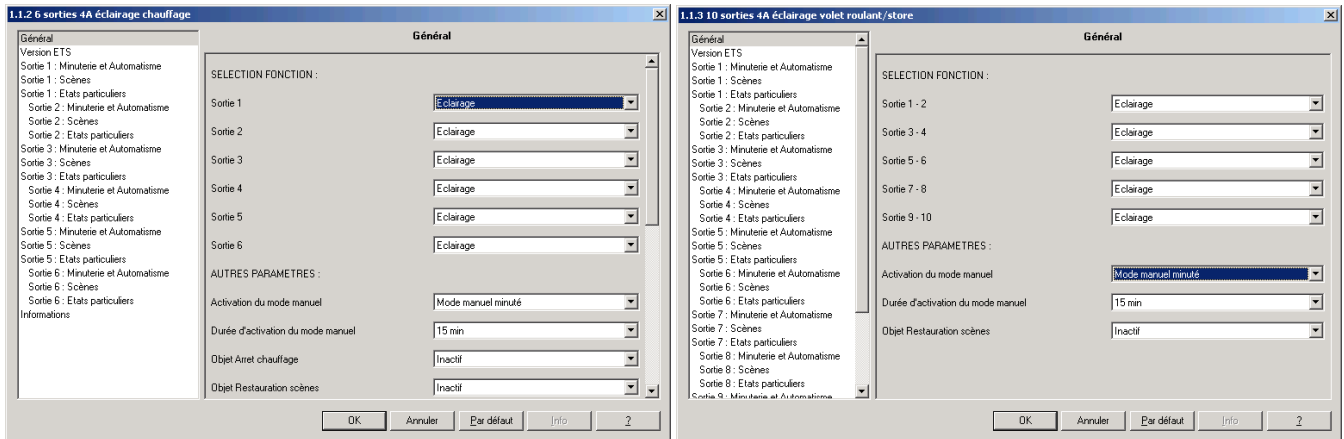 1.1.2 6 sorties 4A éclairage chauffage
Général
Version ETS
Sortie 1 : Minuterie et Automatisme
Sortie 1 : Scènes
Sortie 1 : Etats particuliers
Sortie 2 : Minuterie et Automatisme
Sortie 2 : Scènes
Sortie 2 : Etats particuliers
Sortie 3 : Minuterie et Automatisme
Sortie 3 : Scènes
Sortie 3 : Etats particuliers
Sortie 4 : Minuterie et Automatisme
Sortie 4 : Scènes
Sortie 4 : Etats particuliers
Sortie 5 : Minuterie et Automatisme
Sortie 5 : Scènes
Sortie 5 : Etats particuliers
Sortie 6 : Minuterie et Automatisme
Sortie 6 : Scènes
Sortie 6 : Etats particuliers
Informations
Général
SELECTION FONCTION :
Sortie 1 Eclairage
Sortie 2 Eclairage
Sortie 3 Eclairage
Sortie 4 Eclairage
Sortie 5 Eclairage
Sortie 6 Eclairage
AUTRES PARAMETRES :
Activation du mode manuel Mode manuel minuté
Durée d'activation du mode manuel 15 min
Objet Arret chauffage Inactif
Objet Restauration scènes Inactif
OK Annuler Par défaut Info ?
1.1.3 10 sorties 4A éclairage volet roulant/store
Général
Version ETS
Sortie 1 : Minuterie et Automatisme
Sortie 1 : Scènes
Sortie 1 : Etats particuliers
Sortie 2 : Minuterie et Automatisme
Sortie 2 : Scènes
Sortie 2 : Etats particuliers
Sortie 3 : Minuterie et Automatisme
Sortie 3 : Scènes
Sortie 3 : Etats particuliers
Sortie 4 : Minuterie et Automatisme
Sortie 4 : Scènes
Sortie 4 : Etats particuliers
Sortie 5 : Minuterie et Automatisme
Sortie 5 : Scènes
Sortie 5 : Etats particuliers
Sortie 6 : Minuterie et Automatisme
Sortie 6 : Scènes
Sortie 6 : Etats particuliers
Sortie 7 : Minuterie et Automatisme
Sortie 7 : Scènes
Sortie 7 : Etats particuliers
Sortie 8 : Minuterie et Automatisme
Sortie 8 : Scènes
Sortie 8 : Etats particuliers
Sortie 9 : Minuterie et Automatisme
Général
SELECTION FONCTION :
Sortie 1 - 2 Eclairage
Sortie 3 - 4 Eclairage
Sortie 5 - 6 Eclairage
Sortie 7 - 8 Eclairage
Sortie 9 - 10 Eclairage
AUTRES PARAMETRES :
Activation du mode manuel Mode manuel minuté
Durée d'activation du mode manuel 15 min
Objet Restauration scènes Inactif
OK Annuler Par défaut Info ?